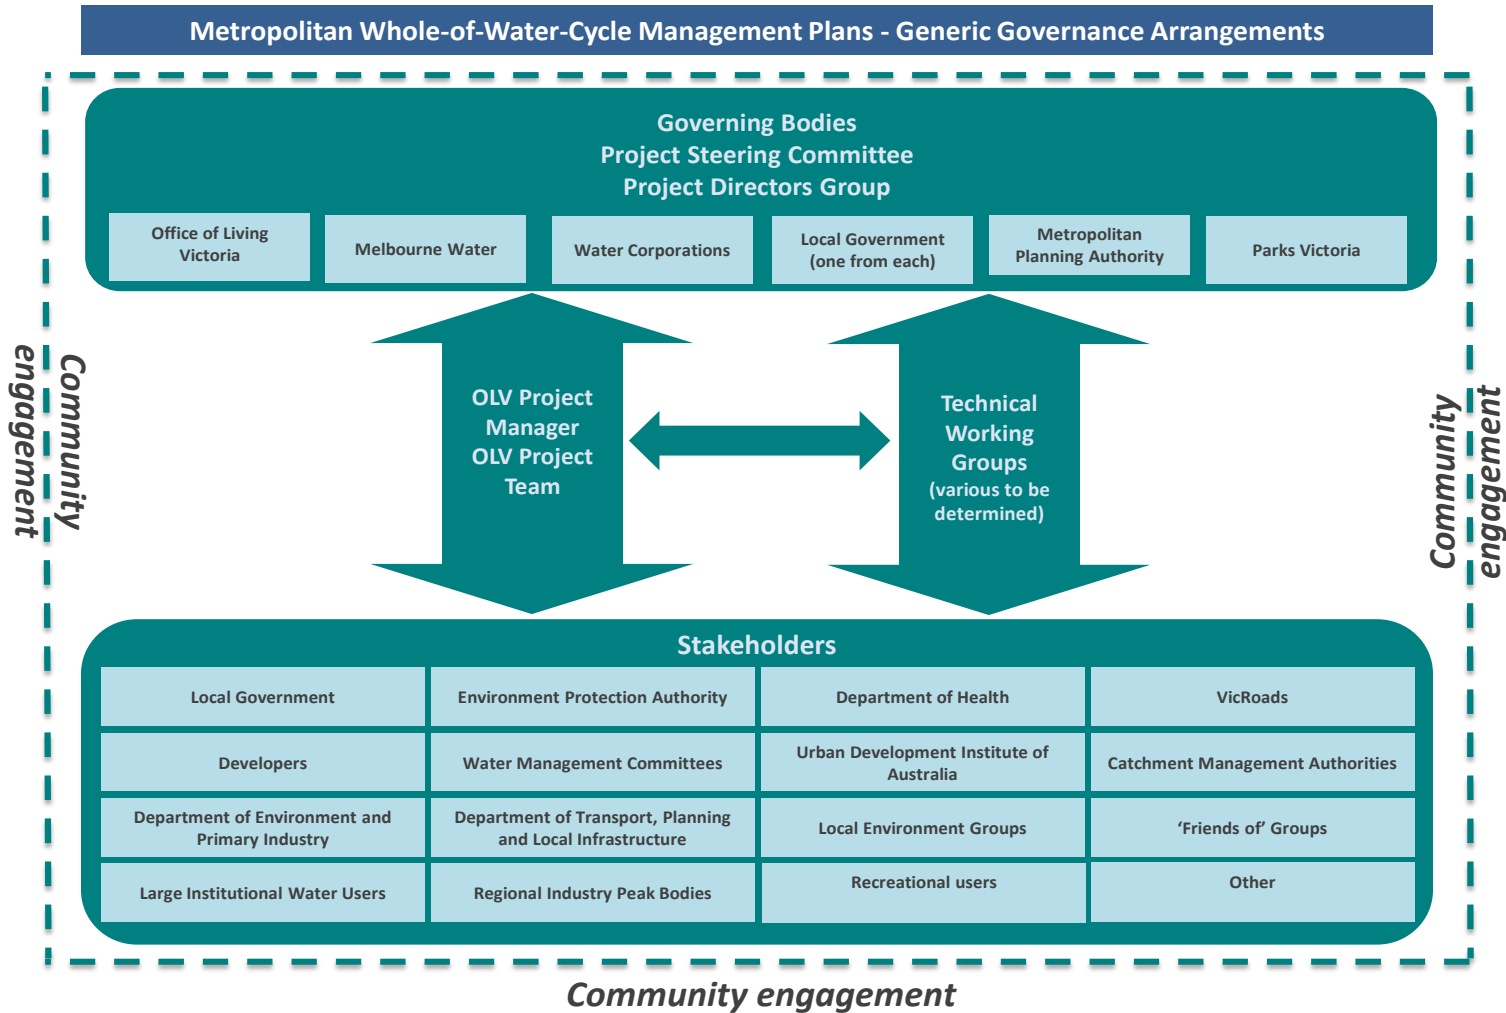 Metropolitan Whole-of-Water-Cycle Management Plans - Generic Governance Arrangements
Governing Bodies
Project Steering Committee
Project Directors Group
Office of Living
Victoria
Melbourne Water
Water Corporations
Local Government
(one from each)
Metropolitan
Planning Authority
Parks Victoria
Community
engagement
OLV Project
Manager
OLV Project
Team
Technical
Working
Groups
(various to be
determined)
Community
engagement
Stakeholders
Local Government
Environment Protection Authority
Department of Health
VicRoads
Developers
Water Management Committees
Urban Development Institute of
Australia
Catchment Management Authorities
Department of Environment and
Primary Industry
Department of Transport, Planning
and Local Infrastructure
Local Environment Groups
‘Friends of’ Groups
Large Institutional Water Users
Regional Industry Peak Bodies
Recreational users
Other
Community engagement